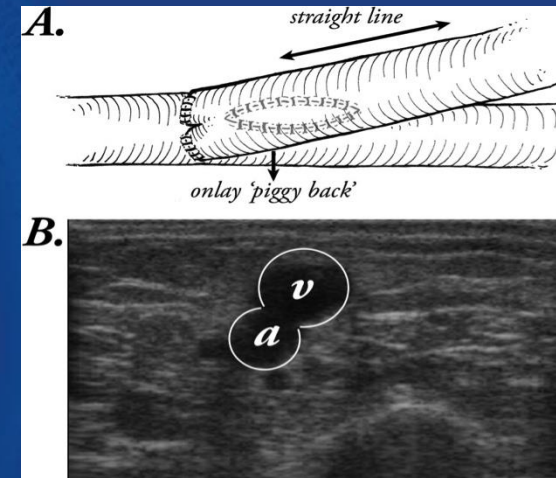 A.
straight line
onlay ‘piggy back’
B.
v
a